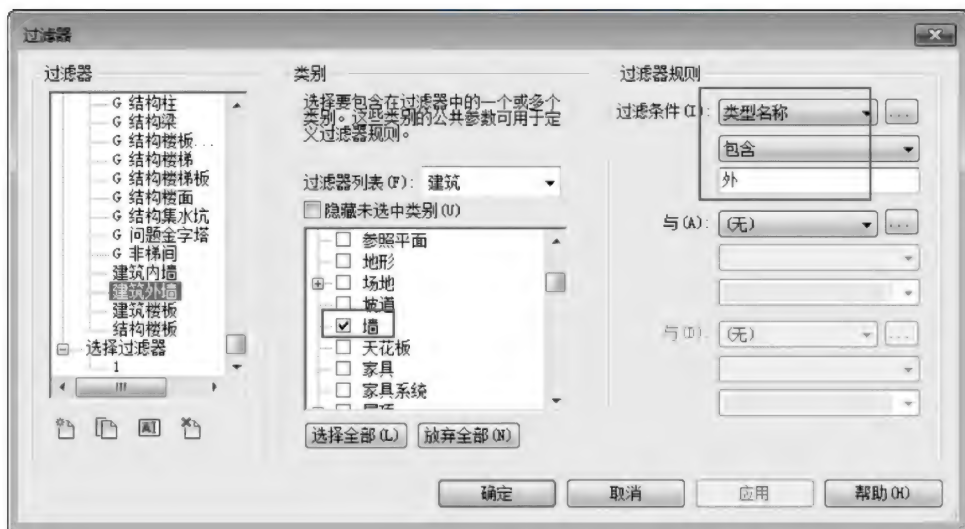 过滤器
过滤器
G 结构柱
G 结构梁
G 结构楼板...
G 结构楼梯
G 结构楼梯板
G 结构楼面
G 结构集水坑
G 问题金字塔
G 非梯间
建筑内墙
建筑外墙
建筑楼板
结构楼板
选择过滤器
1
类别
选择要包含在过滤器中的一个或多个
类别。这些类别的公共参数可用于定
义过滤器规则。
过滤器列表(F): 建筑
隐藏未选中类别(U)
参照平面
地形
场地
坡道
墙
天花板
家具
家具系统
屋顶
选择全部(L) 放弃全部(N)
过滤器规则
过滤条件(I): 类型名称 ...
包含
外
与(A): (无) ...
与(D): (无) ...
确定 取消 应用 帮助(H)